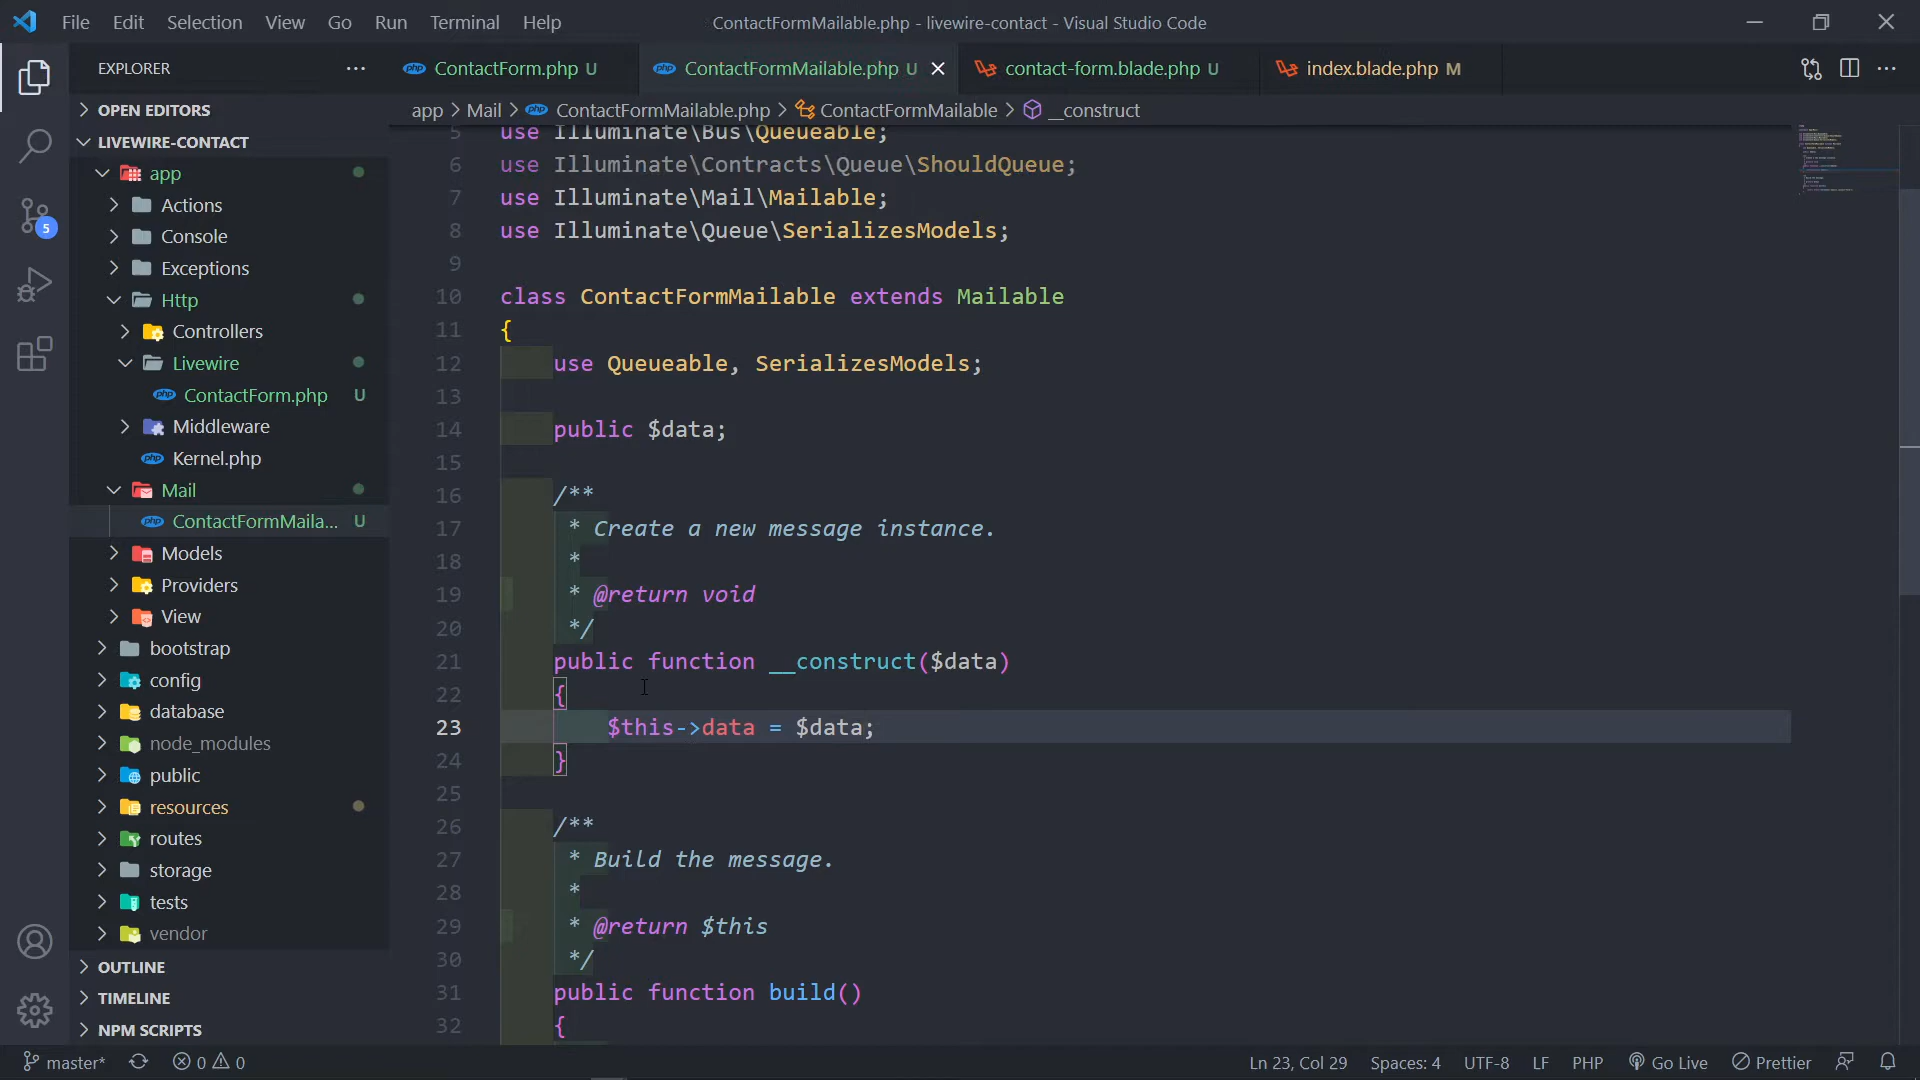 File Edit Selection View Go Run Terminal Help ContactFormMailable.php - livewire-contact - Visual Studio Code
EXPLORER
ContactForm.php U
ContactFormMailable.php U
contact-form.blade.php U
index.blade.php M
app > Mail > ContactFormMailable.php > ContactFormMailable > __construct
OPEN EDITORS
LIVEWIRE-CONTACT
app
Actions
Console
Exceptions
Http
Controllers
Livewire
ContactForm.php U
Middleware
Kernel.php
Mail
ContactFormMaila... U
Models
Providers
View
bootstrap
config
database
node_modules
public
resources
routes
storage
tests
vendor
OUTLINE
TIMELINE
NPM SCRIPTS
5
5 use Illuminate\Bus\Queueable;
6 use Illuminate\Contracts\Queue\ShouldQueue;
7 use Illuminate\Mail\Mailable;
8 use Illuminate\Queue\SerializesModels;
9
10 class ContactFormMailable extends Mailable
11 {
12 use Queueable, SerializesModels;
13
14 public $data;
15
16 /**
17 * Create a new message instance.
18 *
19 * @return void
20 */
21 public function __construct($data)
22 {
23 $this->data = $data;
24 }
25
26 /**
27 * Build the message.
28 *
29 * @return $this
30 */
31 public function build()
32 {
master* 0 0 Ln 23, Col 29 Spaces: 4 UTF-8 LF PHP Go Live Prettier